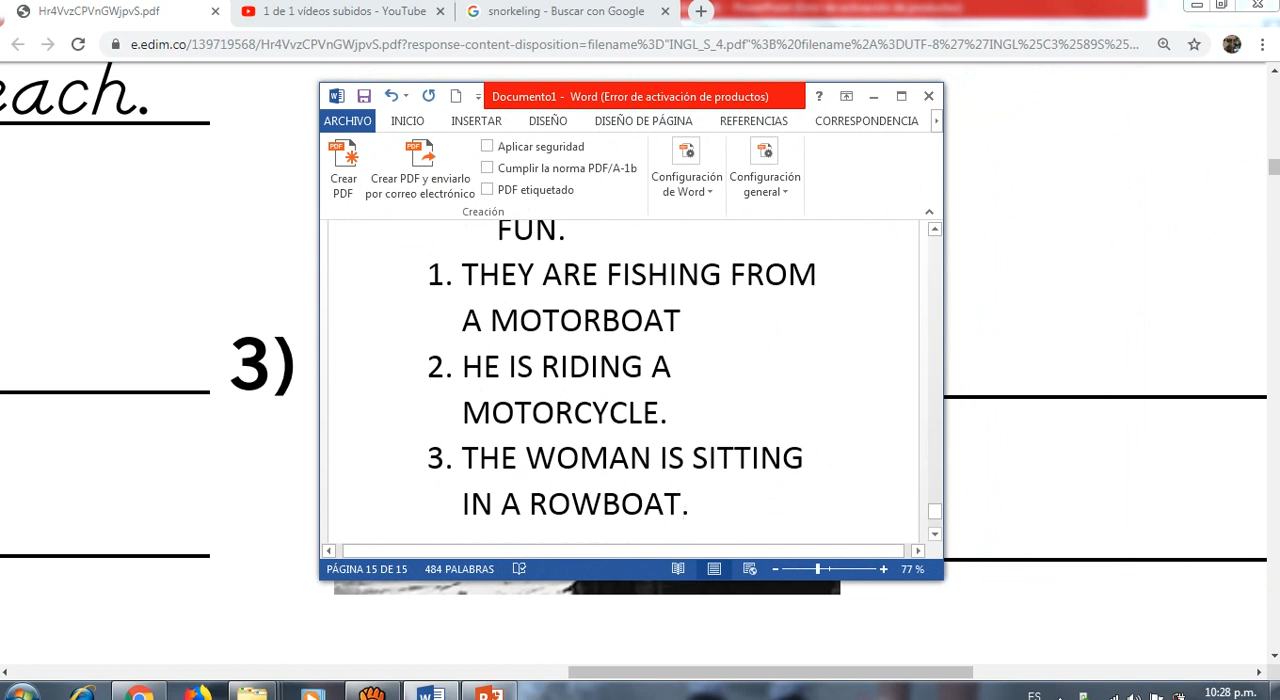 Hr4VvzCPVnGWjpvS.pdf
1 de 1 vídeos subidos - YouTube
snorkeling - Buscar con Google
e.edim.co/139719568/Hr4VvzCPVnGWjpvS.pdf?response-content-disposition=filename%3D"INGL_S_4.pdf"%3B%20filename%2A%3DUTF-8%27%27INGL%25C3%2589S%25...
each.
3)
Documento1 - Word (Error de activación de productos)
ARCHIVO INICIO INSERTAR DISEÑO DISEÑO DE PÁGINA REFERENCIAS CORRESPONDENCIA
Crear PDF
Crear PDF y enviarlo por correo electrónico
Aplicar seguridad
Cumplir la norma PDF/A-1b
PDF etiquetado
Creación
Configuración de Word
Configuración general
FUN.
1. THEY ARE FISHING FROM
A MOTORBOAT
2. HE IS RIDING A
MOTORCYCLE.
3. THE WOMAN IS SITTING
IN A ROWBOAT.
PÁGINA 15 DE 15 484 PALABRAS 77 %
ES 10:28 p.m.